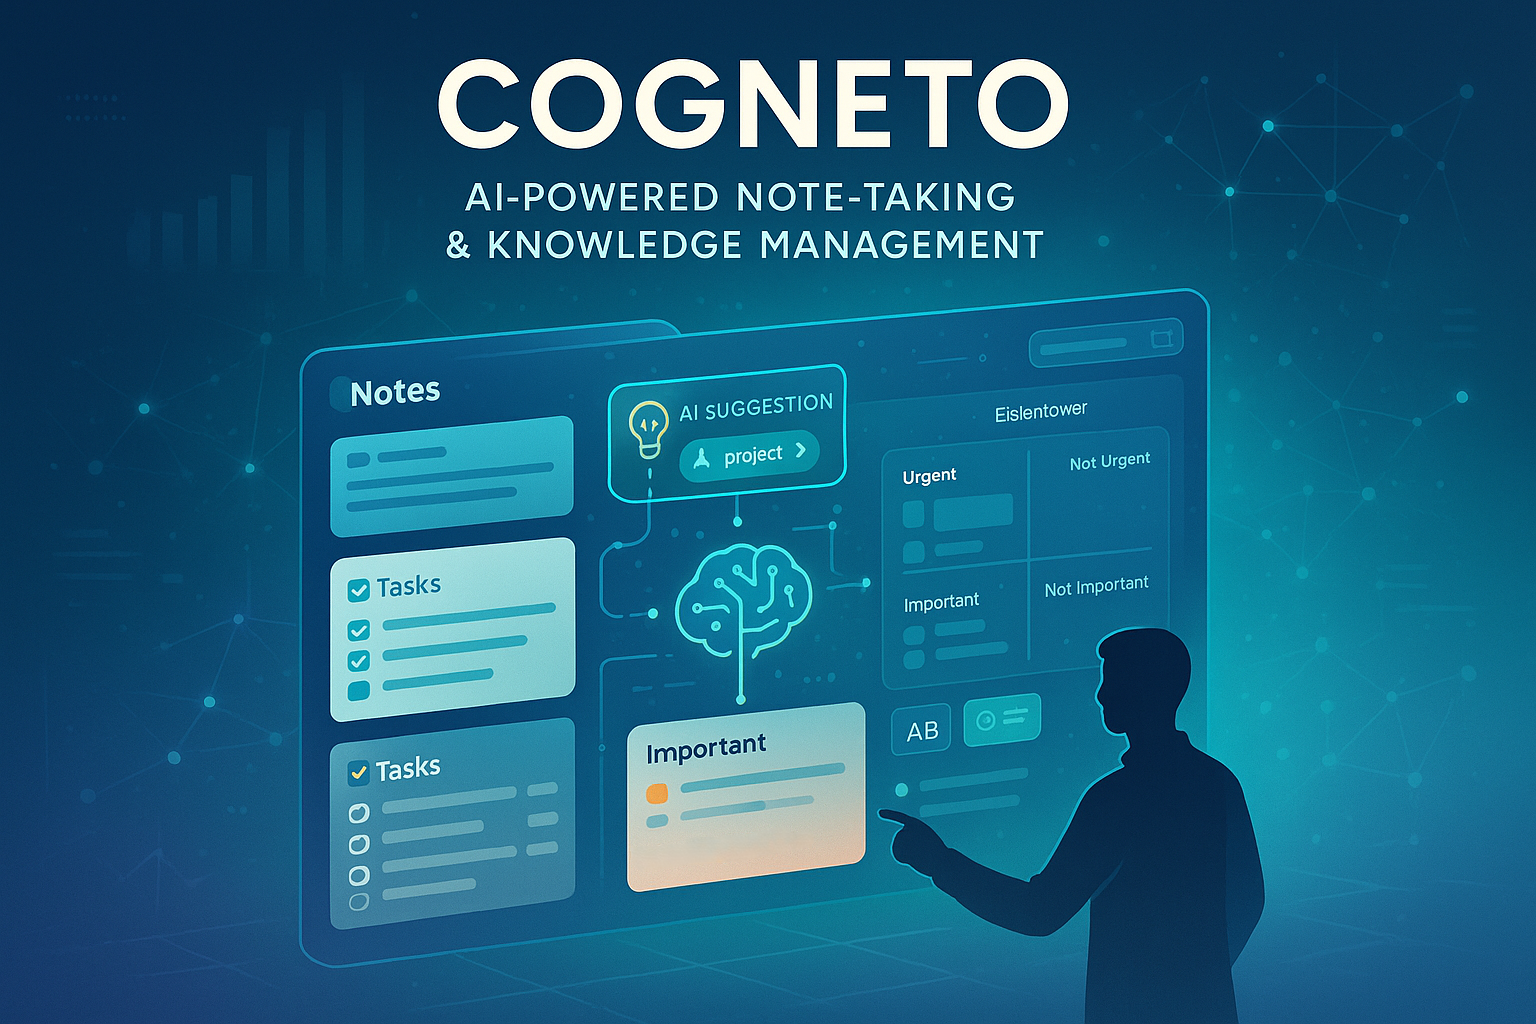 COGNETO
AI-POWERED NOTE-TAKING
& KNOWLEDGE MANAGEMENT
Notes
Tasks
Tasks
AI SUGGESTION
project
Important
Eislentower
Urgent
Not Urgent
Important
Not Important
AB